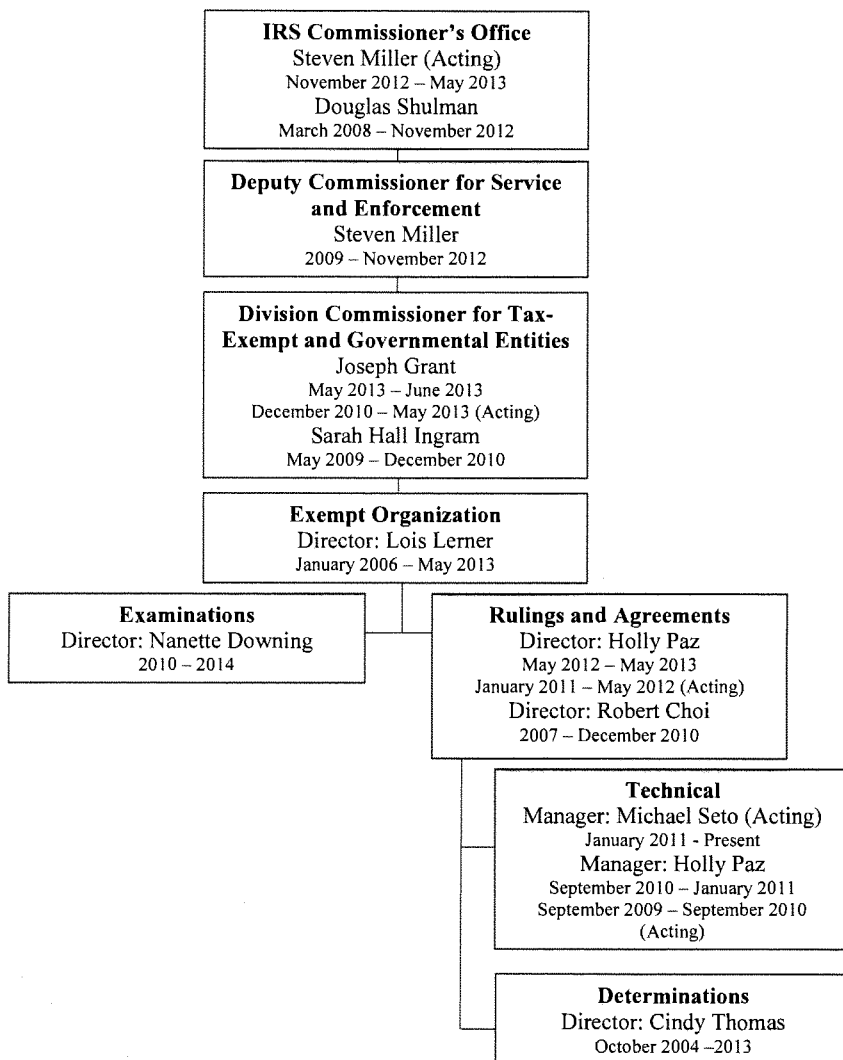 IRS Commissioner's Office
Steven Miller (Acting)
November 2012 – May 2013
Douglas Shulman
March 2008 – November 2012
Deputy Commissioner for Service
and Enforcement
Steven Miller
2009 – November 2012
Division Commissioner for Tax-
Exempt and Governmental Entities
Joseph Grant
May 2013 – June 2013
December 2010 – May 2013 (Acting)
Sarah Hall Ingram
May 2009 – December 2010
Exempt Organization
Director: Lois Lerner
January 2006 – May 2013
Examinations
Director: Nanette Downing
2010 – 2014
Rulings and Agreements
Director: Holly Paz
May 2012 – May 2013
January 2011 – May 2012 (Acting)
Director: Robert Choi
2007 – December 2010
Technical
Manager: Michael Seto (Acting)
January 2011 - Present
Manager: Holly Paz
September 2010 – January 2011
September 2009 – September 2010
(Acting)
Determinations
Director: Cindy Thomas
October 2004 –2013